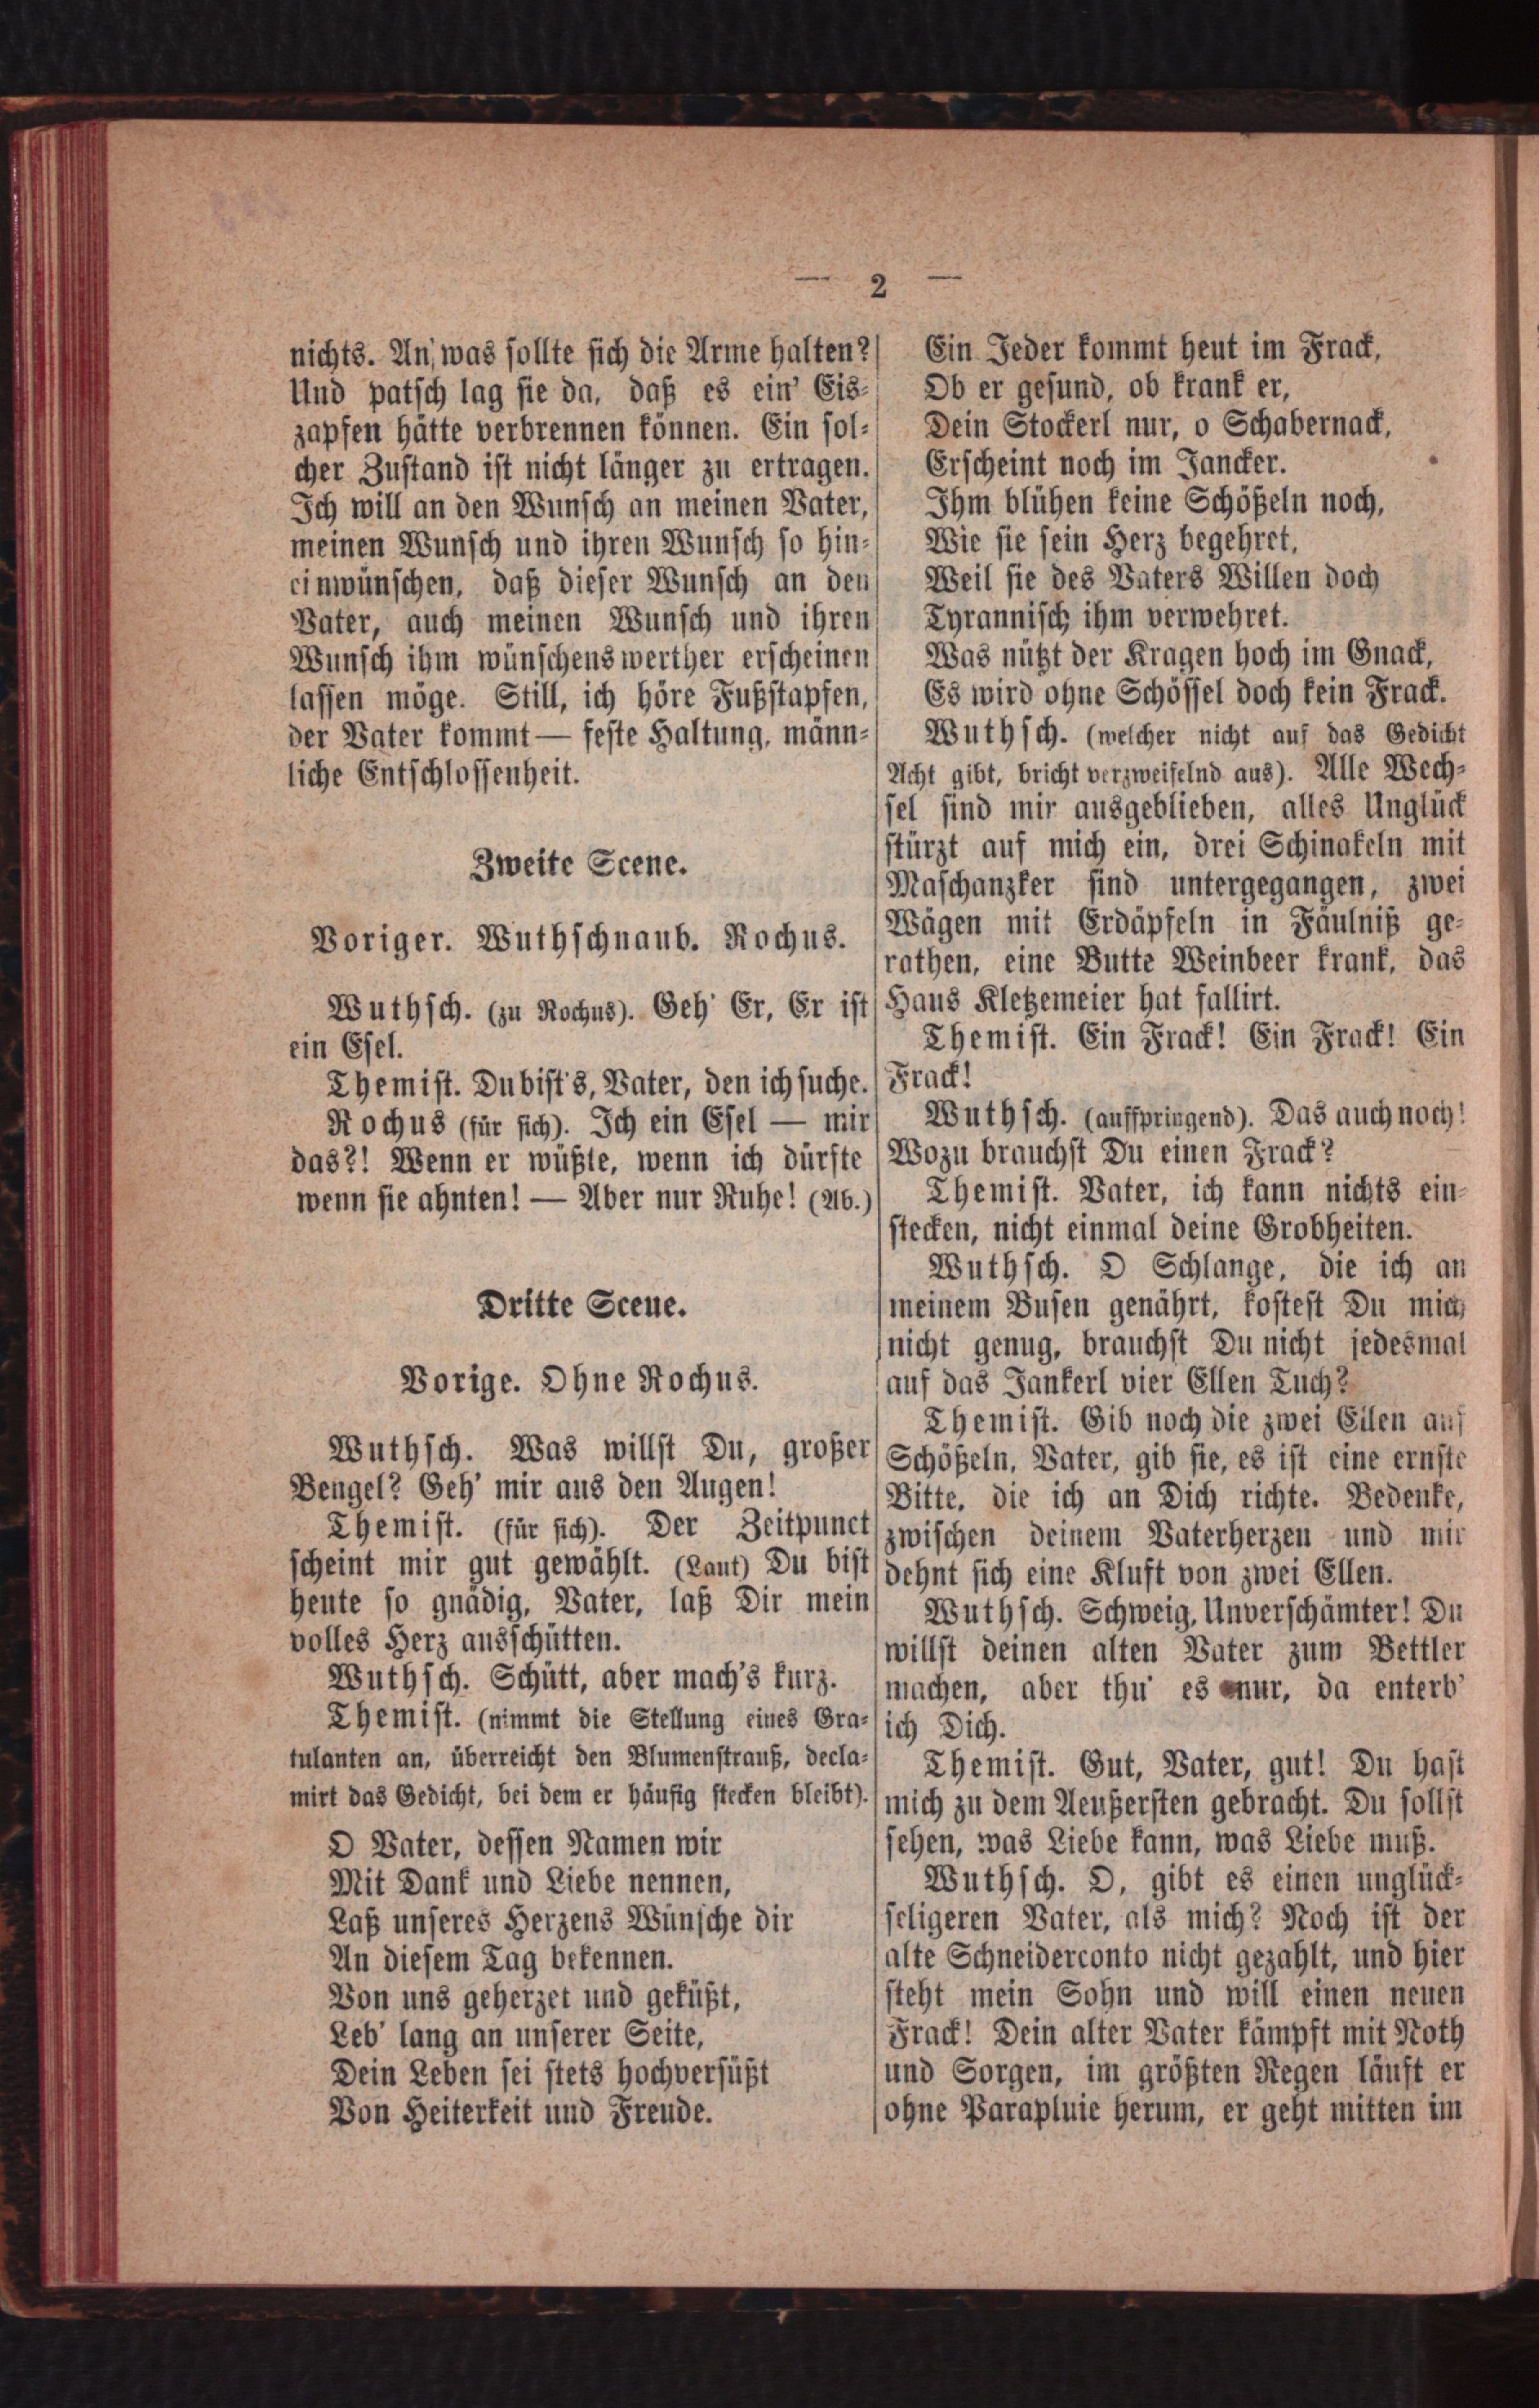 — 2 —
nichts. An was sollte sich die Arme halten?
Und patsch lag sie da, daß es ein' Eis-
zapfen hätte verbrennen können. Ein sol-
cher Zustand ist nicht länger zu ertragen.
Ich will an den Wunsch an meinen Vater,
meinen Wunsch und ihren Wunsch so hin-
einwünschen, daß dieser Wunsch an den
Vater, auch meinen Wunsch und ihren
Wunsch ihm wünschenswerther erscheinen
lassen möge. Still, ich höre Fußstapfen,
der Vater kommt — feste Haltung, männ-
liche Entschlossenheit.
Zweite Scene.
Voriger. Wuthschnaub. Rochus.
Wuthsch. (zu Rochus). Geh' Er, Er ist
ein Esel.
Themist. Du bist's, Vater, den ich suche.
Rochus (für sich). Ich ein Esel — mir
das?! Wenn er wüßte, wenn ich dürfte
wenn sie ahnten! — Aber nur Ruhe! (Ab.)
Dritte Scene.
Vorige. Ohne Rochus.
Wuthsch. Was willst Du, großer
Bengel? Geh' mir aus den Augen!
Themist. (für sich). Der Zeitpunct
scheint mir gut gewählt. (Laut) Du bist
heute so gnädig, Vater, laß Dir mein
volles Herz ausschütten.
Wuthsch. Schütt, aber mach's kurz.
Themist. (nimmt die Stellung eines Gra-
tulanten an, überreicht den Blumenstrauß, decla-
mirt das Gedicht, bei dem er häufig stecken bleibt).
O Vater, dessen Namen wir
Mit Dank und Liebe nennen,
Laß unseres Herzens Wünsche dir
An diesem Tag bekennen.
Von uns geherzet und geküßt,
Leb' lang an unserer Seite,
Dein Leben sei stets hochversüßt
Von Heiterkeit und Freude.
Ein Jeder kommt heut im Frack,
Ob er gesund, ob krank er,
Dein Stockerl nur, o Schabernack,
Erscheint noch im Jancker.
Ihm blühen keine Schößeln noch,
Wie sie sein Herz begehret,
Weil sie des Vaters Willen doch
Tyrannisch ihm verwehret.
Was nützt der Kragen hoch im Gnack,
Es wird ohne Schössel doch kein Frack.
Wuthsch. (welcher nicht auf das Gedicht
Acht gibt, bricht verzweifelnd aus). Alle Wech-
sel sind mir ausgeblieben, alles Unglück
stürzt auf mich ein, drei Schinakeln mit
Maschanzker sind untergegangen, zwei
Wägen mit Erdäpfeln in Fäulniß ge-
rathen, eine Butte Weinbeer krank, das
Haus Kletzemeier hat fallirt.
Themist. Ein Frack! Ein Frack! Ein
Frack!
Wuthsch. (aufspringend). Das auch noch!
Wozu brauchst Du einen Frack?
Themist. Vater, ich kann nichts ein-
stecken, nicht einmal deine Grobheiten.
Wuthsch. O Schlange, die ich an
meinem Busen genährt, kostest Du mich
nicht genug, brauchst Du nicht jedesmal
auf das Jankerl vier Ellen Tuch?
Themist. Gib noch die zwei Ellen auf
Schößeln, Vater, gib sie, es ist eine ernste
Bitte, die ich an Dich richte. Bedenke,
zwischen deinem Vaterherzen und mir
dehnt sich eine Kluft von zwei Ellen.
Wuthsch. Schweig, Unverschämter! Du
willst deinen alten Vater zum Bettler
machen, aber thu' es nur, da enterb'
ich Dich.
Themist. Gut, Vater, gut! Du hast
mich zu dem Aeußersten gebracht. Du sollst
sehen, was Liebe kann, was Liebe muß.
Wuthsch. O, gibt es einen unglück-
seligeren Vater, als mich? Noch ist der
alte Schneiderconto nicht gezahlt, und hier
steht mein Sohn und will einen neuen
Frack! Dein alter Vater kämpft mit Noth
und Sorgen, im größten Regen läuft er
ohne Parapluie herum, er geht mitten im